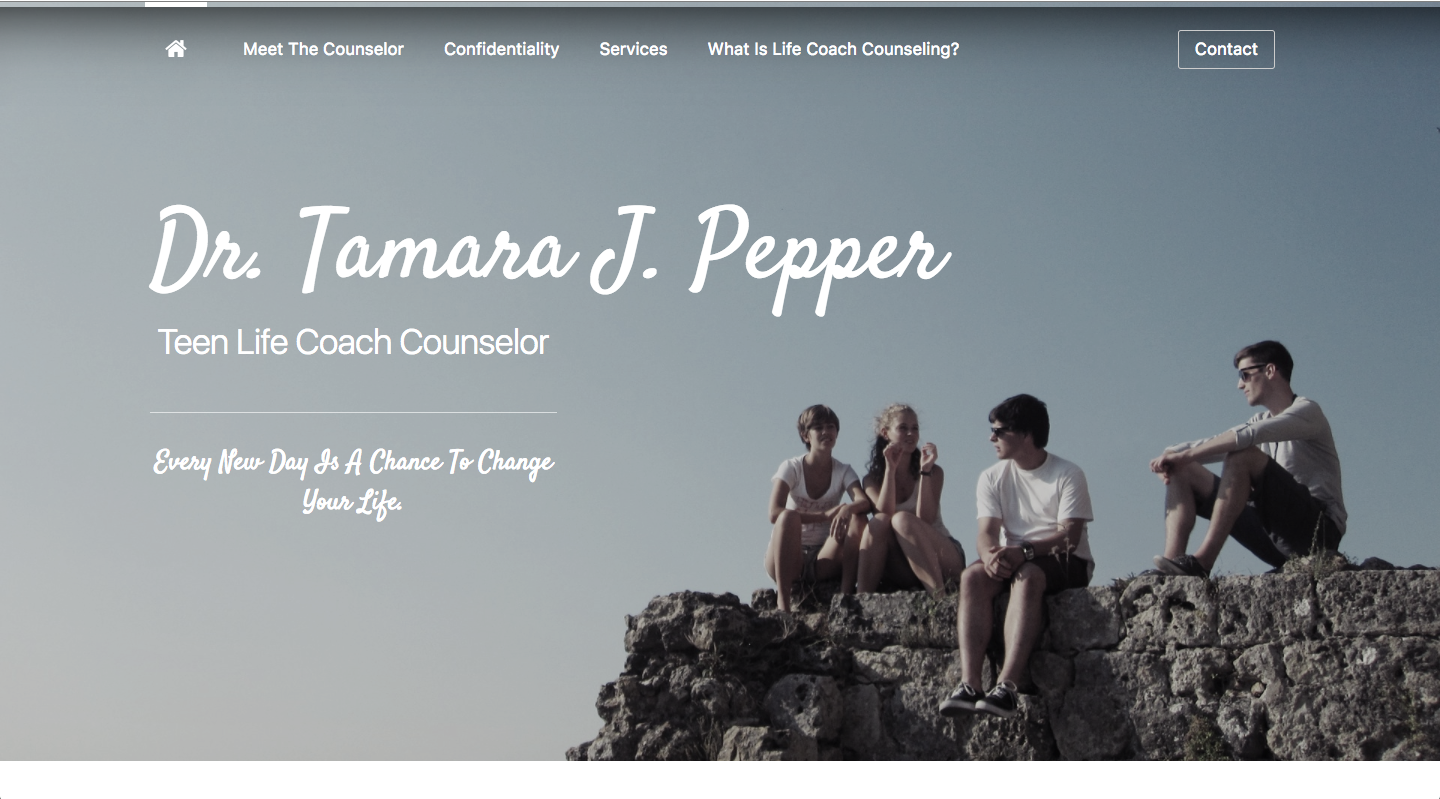 Meet The Counselor Confidentiality Services What Is Life Coach Counseling? Contact
Dr. Tamara J. Pepper
Teen Life Coach Counselor
Every New Day Is A Chance To Change
Your Life.